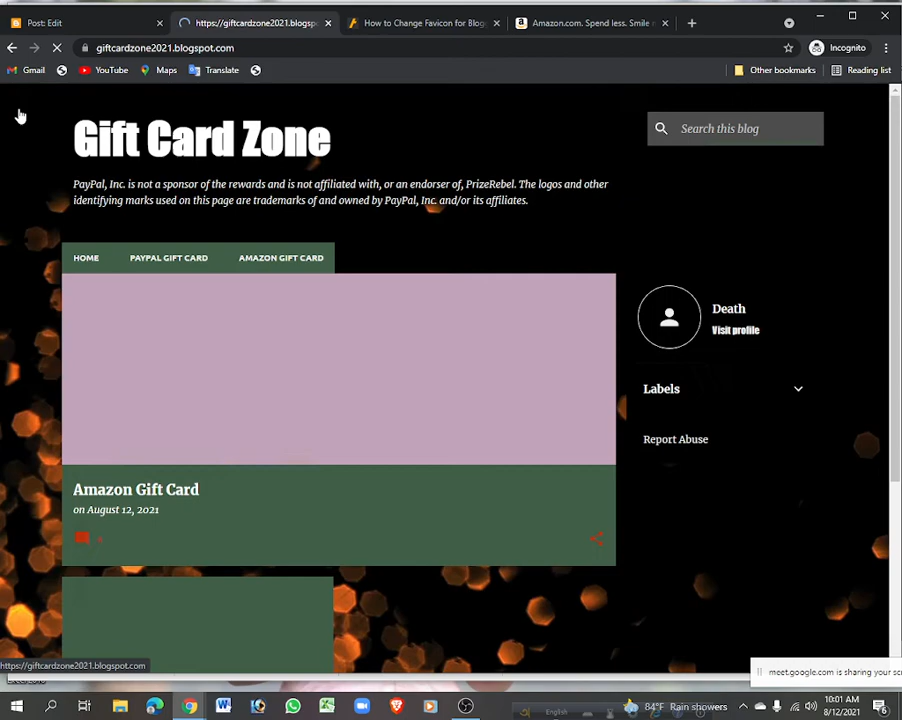 Post: Edit
https://giftcardzone2021.blogsp
How to Change Favicon for Blog
Amazon.com. Spend less. Smile
giftcardzone2021.blogspot.com
Incognito
Gmail
YouTube
Maps
Translate
Other bookmarks
Reading list
Gift Card Zone
Search this blog
PayPal, Inc. is not a sponsor of the rewards and is not affiliated with, or an endorser of, PrizeRebel. The logos and other
identifying marks used on this page are trademarks of and owned by PayPal, Inc. and/or its affiliates.
HOME PAYPAL GIFT CARD AMAZON GIFT CARD
Death
Visit profile
Labels
Report Abuse
Amazon Gift Card
on August 12, 2021
https://giftcardzone2021.blogspot.com
meet.google.com is sharing your scr
English
84°F Rain showers
10:01 AM
8/12/2021
6